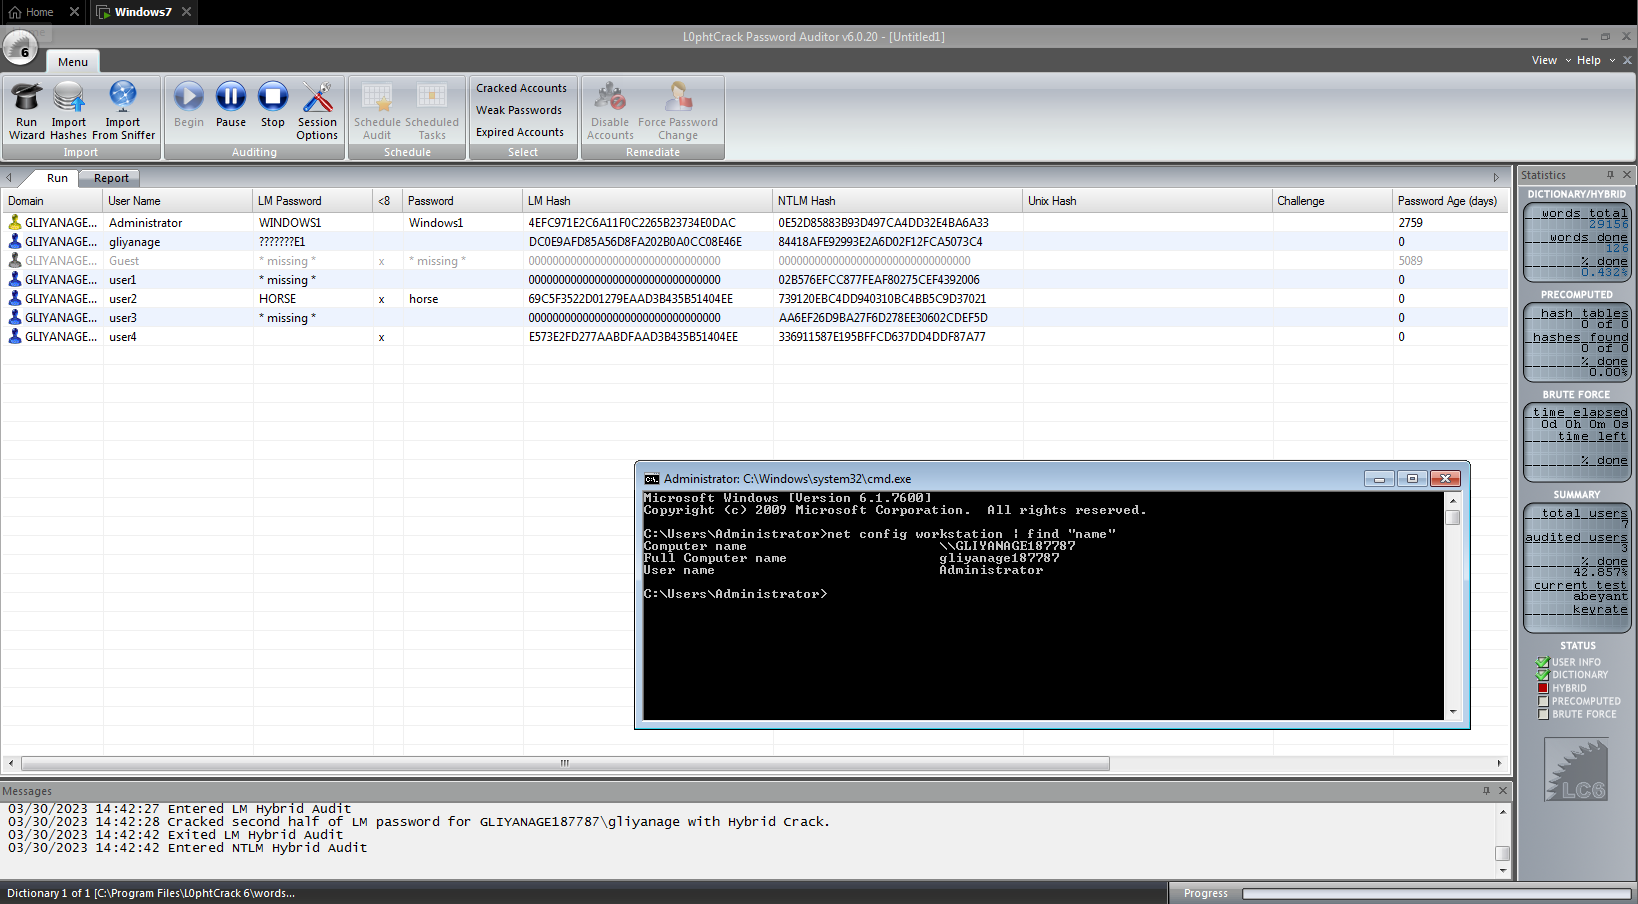 Home
Windows7
L0phtCrack Password Auditor v6.0.20 - [Untitled1]
6
Menu
View Help
Run Wizard
Import Hashes
Import From Sniffer
Import
Begin
Pause
Stop
Session Options
Auditing
Schedule Audit
Scheduled Tasks
Schedule
Cracked Accounts
Weak Passwords
Expired Accounts
Select
Disable Accounts
Force Password Change
Remediate
Run Report
Domain User Name LM Password <8 Password LM Hash NTLM Hash Unix Hash Challenge Password Age (days)
GLIYANAGE... Administrator WINDOWS1 Windows1 4EFC971E2C6A11F0C2265B23734E0DAC 0E52D85883B93D497CA4DD32E4BA6A33 2759
GLIYANAGE... gliyanage ???????E1 DC0E9AFD85A56D8FA202B0A0CC08E46E 84418AFE92993E2A6D02F12FCA5073C4 0
GLIYANAGE... Guest * missing * x * missing * 00000000000000000000000000000000 00000000000000000000000000000000 5089
GLIYANAGE... user1 * missing * 00000000000000000000000000000000 02B576EFCC877FEAF80275CEF4392006 0
GLIYANAGE... user2 HORSE x horse 69C5F3522D01279EAAD3B435B51404EE 739120EBC4DD940310BC4BB5C9D37021 0
GLIYANAGE... user3 * missing * 00000000000000000000000000000000 AA6EF26D9BA27F6D278EE30602CDEF5D 0
GLIYANAGE... user4 x E573E2FD277AABDFAAD3B435B51404EE 336911587E195BFFCD637DD4DDF87A77 0
Administrator: C:\Windows\system32\cmd.exe
Microsoft Windows [Version 6.1.7600]
Copyright (c) 2009 Microsoft Corporation. All rights reserved.
C:\Users\Administrator>net config workstation | find "name"
Computer name \\GLIYANAGE187787
Full Computer name gliyanage187787
User name Administrator
C:\Users\Administrator>
Statistics
DICTIONARY/HYBRID
words total
29156
words done
126
% done
0.432%
PRECOMPUTED
hash tables
0 of 0
hashes found
0 of 0
% done
0.00%
BRUTE FORCE
time elapsed
0d 0h 0m 0s
time left
% done
SUMMARY
total users
7
audited users
3
% done
42.857%
current test
abeyant
keyrate
STATUS
USER INFO
DICTIONARY
HYBRID
PRECOMPUTED
BRUTE FORCE
LC6
Messages
03/30/2023 14:42:27 Entered LM Hybrid Audit
03/30/2023 14:42:28 Cracked second half of LM password for GLIYANAGE187787\gliyanage with Hybrid Crack.
03/30/2023 14:42:42 Exited LM Hybrid Audit
03/30/2023 14:42:42 Entered NTLM Hybrid Audit
Dictionary 1 of 1 [C:\Program Files\L0phtCrack 6\words...
Progress